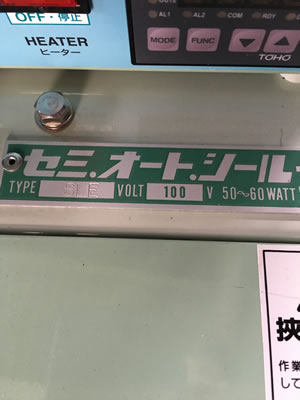 OFF・停止
HEATER
ヒーター
AL1 AL2 COM RDY
MODE FUNC
TOHO
セミ.オート.シール
TYPE VOLT 100 V 50～60 WATT
挟
作業
して